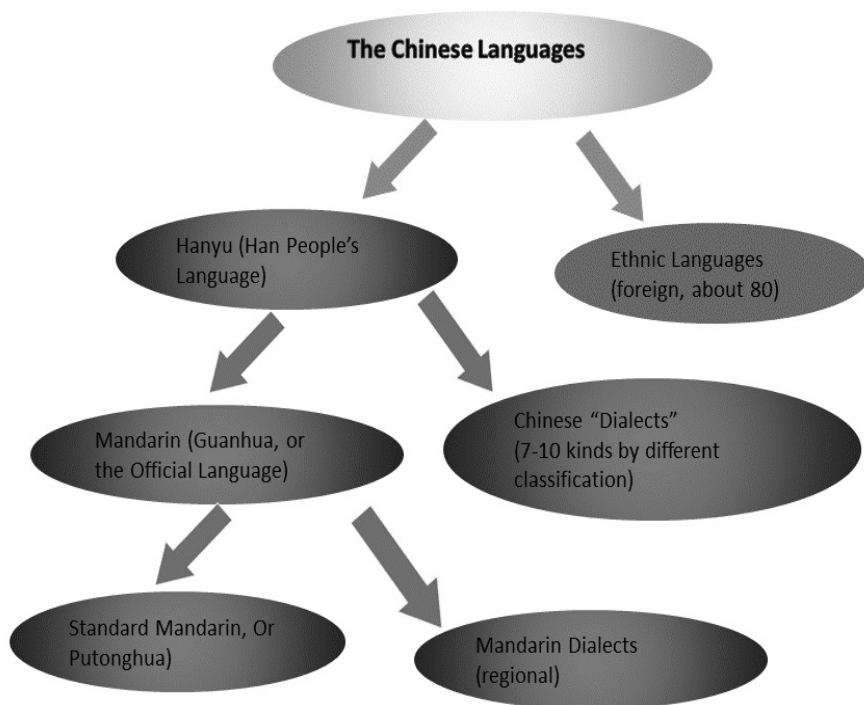 The Chinese Languages
Hanyu (Han People’s
Language)
Ethnic Languages
(foreign, about 80)
Mandarin (Guanhua, or
the Official Language)
Chinese “Dialects”
(7-10 kinds by different
classification)
Standard Mandarin, Or
Putonghua)
Mandarin Dialects
(regional)